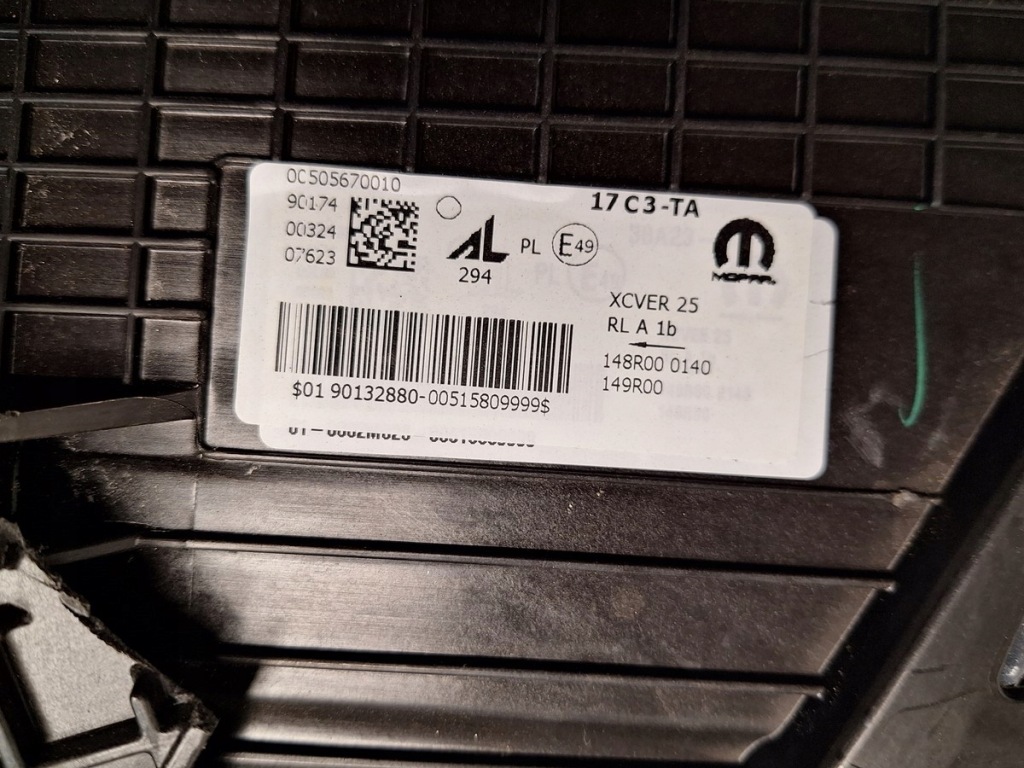 0C505670010
90174
00324
07623
AL
294
PL
E49
17 C3-TA
MOPAR
XCVER 25
RL A 1b
148R00 0140
149R00
$01 90132880-00515809999$